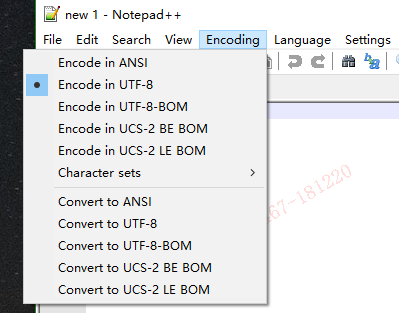 new 1 - Notepad++
File Edit Search View Encoding Language Settings
Encode in ANSI
Encode in UTF-8
Encode in UTF-8-BOM
Encode in UCS-2 BE BOM
Encode in UCS-2 LE BOM
Character sets
Convert to ANSI
Convert to UTF-8
Convert to UTF-8-BOM
Convert to UCS-2 BE BOM
Convert to UCS-2 LE BOM
67-181220